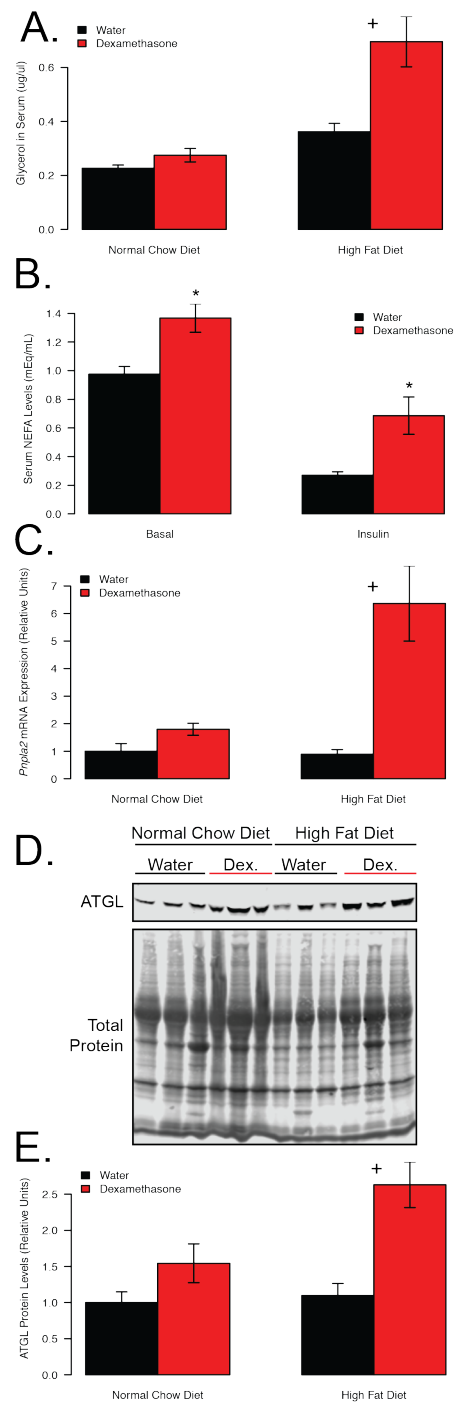 A.
Water
Dexamethasone
+
Glycerol in Serum (ug/ul)
0.6
0.4
0.2
0.0
Normal Chow Diet
High Fat Diet
B.
Water
Dexamethasone
*
*
Serum NEFA Levels (mEq/mL)
1.4
1.2
1.0
0.8
0.6
0.4
0.2
0.0
Basal
Insulin
C.
Water
Dexamethasone
+
Pnpla2 mRNA Expression (Relative Units)
7
6
5
4
3
2
1
0
Normal Chow Diet
High Fat Diet
D.
Normal Chow Diet High Fat Diet
Water Dex. Water Dex.
ATGL
Total
Protein
E.
Water
Dexamethasone
+
ATGL Protein Levels (Relative Units)
2.5
2.0
1.5
1.0
0.5
0.0
Normal Chow Diet
High Fat Diet